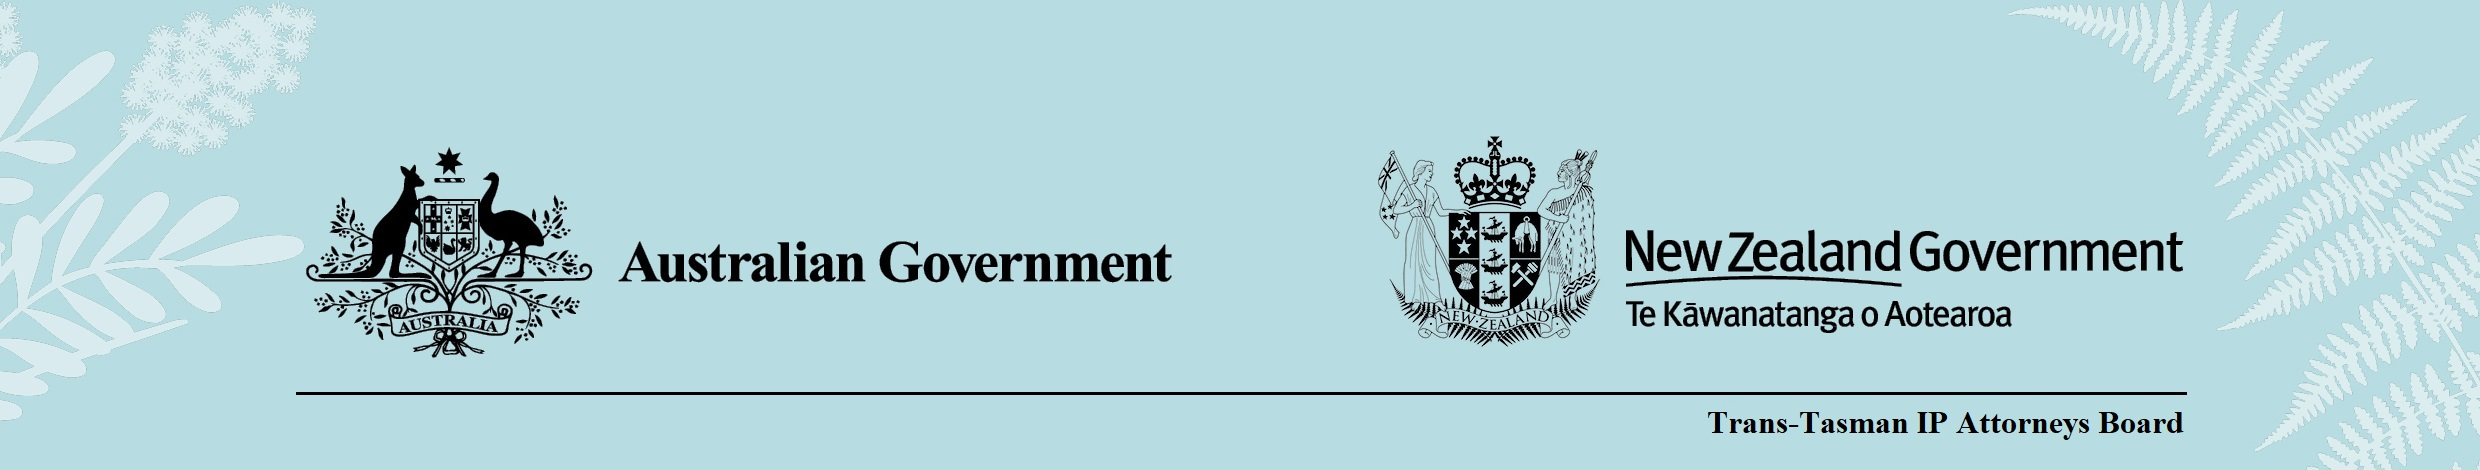 AUSTRALIA
Australian Government
NEW ZEALAND
New Zealand Government
Te Kāwanatanga o Aotearoa
Trans-Tasman IP Attorneys Board